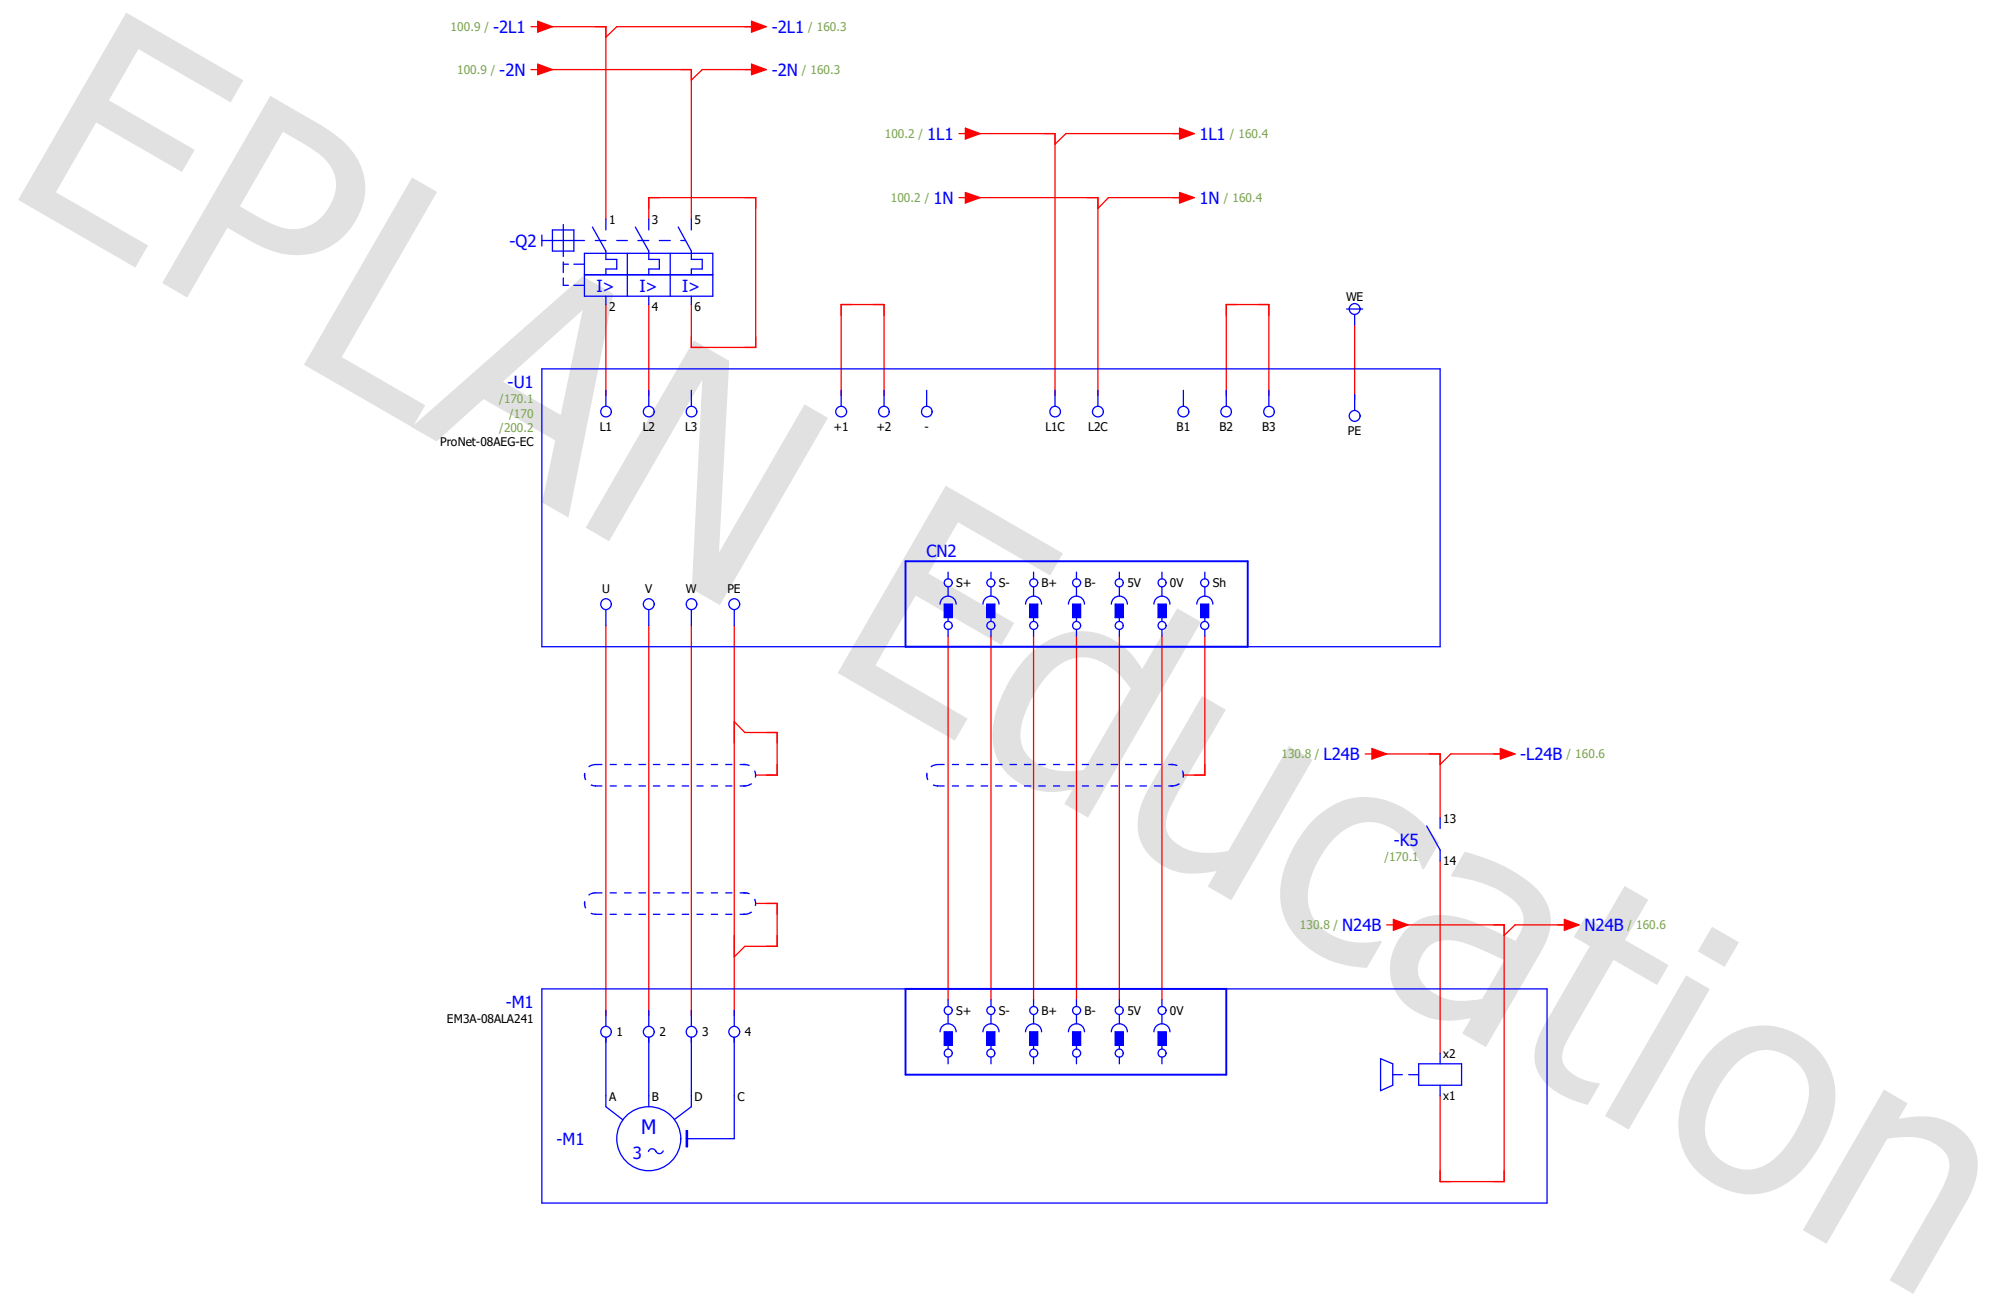 100.9 / -2L1
-2L1 / 160.3
100.9 / -2N
-2N / 160.3
100.2 / 1L1
1L1 / 160.4
100.2 / 1N
1N / 160.4
1 3 5
-Q2
I> I> I>
2 4 6
WE
-U1
/170.1
/170
/200.2
ProNet-08AEG-EC
L1 L2 L3 +1 +2 - L1C L2C B1 B2 B3 PE
CN2
S+ S- B+ B- 5V 0V Sh
U V W PE
130.8 / L24B
-L24B / 160.6
13
-K5
/170.1
14
130.8 / N24B
N24B / 160.6
-M1
EM3A-08ALA241
S+ S- B+ B- 5V 0V
1 2 3 4
x2
x1
A B D C
M
3 ~
-M1
EPLAN Education